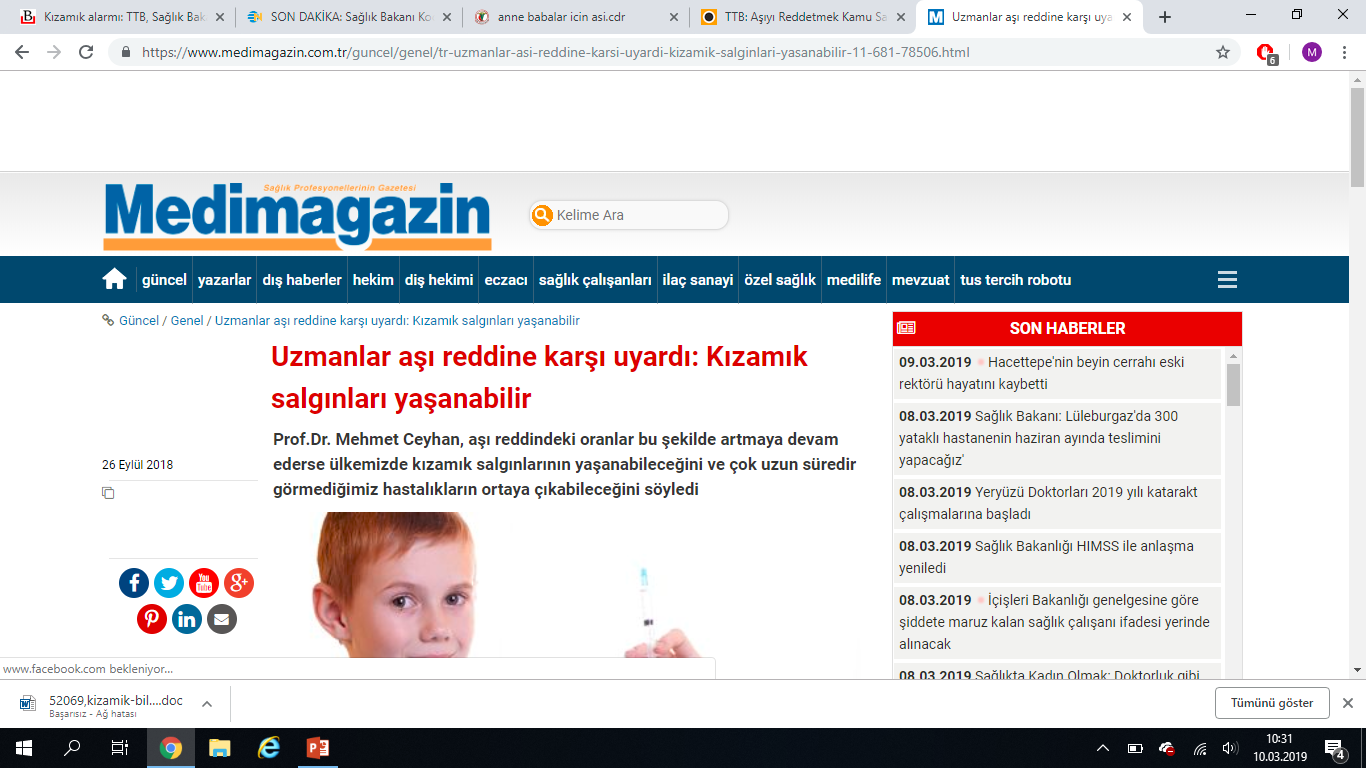 Kızamık alarmı: TTB, Sağlık Bak
SON DAKİKA: Sağlık Bakanı Ko
anne babalar icin asi.cdr
TTB: Aşıyı Reddetmek Kamu Sa
Uzmanlar aşı reddine karşı uya
https://www.medimagazin.com.tr/guncel/genel/tr-uzmanlar-asi-reddine-karsi-uyardi-kizamik-salginlari-yasanabilir-11-681-78506.html
6
M
Sağlık Profesyonellerinin Gazetesi
Medimagazin
Kelime Ara
güncel yazarlar dış haberler hekim diş hekimi eczacı sağlık çalışanları ilaç sanayi özel sağlık medilife mevzuat tus tercih robotu
Güncel / Genel / Uzmanlar aşı reddine karşı uyardı: Kızamık salgınları yaşanabilir
Uzmanlar aşı reddine karşı uyardı: Kızamık
salgınları yaşanabilir
26 Eylül 2018
Prof.Dr. Mehmet Ceyhan, aşı reddindeki oranlar bu şekilde artmaya devam
ederse ülkemizde kızamık salgınlarının yaşanabileceğini ve çok uzun süredir
görmediğimiz hastalıkların ortaya çıkabileceğini söyledi
SON HABERLER
09.03.2019 Hacettepe'nin beyin cerrahı eski
rektörü hayatını kaybetti
08.03.2019 Sağlık Bakanı: Lüleburgaz'da 300
yataklı hastanenin haziran ayında teslimini
yapacağız'
08.03.2019 Yeryüzü Doktorları 2019 yılı katarakt
çalışmalarına başladı
08.03.2019 Sağlık Bakanlığı HIMSS ile anlaşma
yeniledi
08.03.2019 İçişleri Bakanlığı genelgesine göre
şiddete maruz kalan sağlık çalışanı ifadesi yerinde
alınacak
08.03.2019 Sağlıkta Kadın Olmak: Doktorluk gibi
www.facebook.com bekleniyor...
52069,kizamik-bil....doc
Başarısız - Ağ hatası
Tümünü göster
10:31
10.03.2019
4